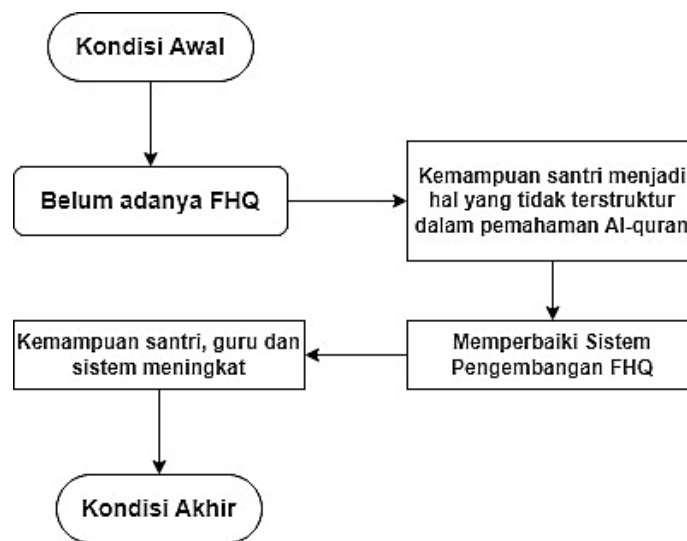 Kondisi Awal
Belum adanya FHQ
Kemampuan santri menjadi
hal yang tidak terstruktur
dalam pemahaman Al-quran
Memperbaiki Sistem
Pengembangan FHQ
Kemampuan santri, guru dan
sistem meningkat
Kondisi Akhir